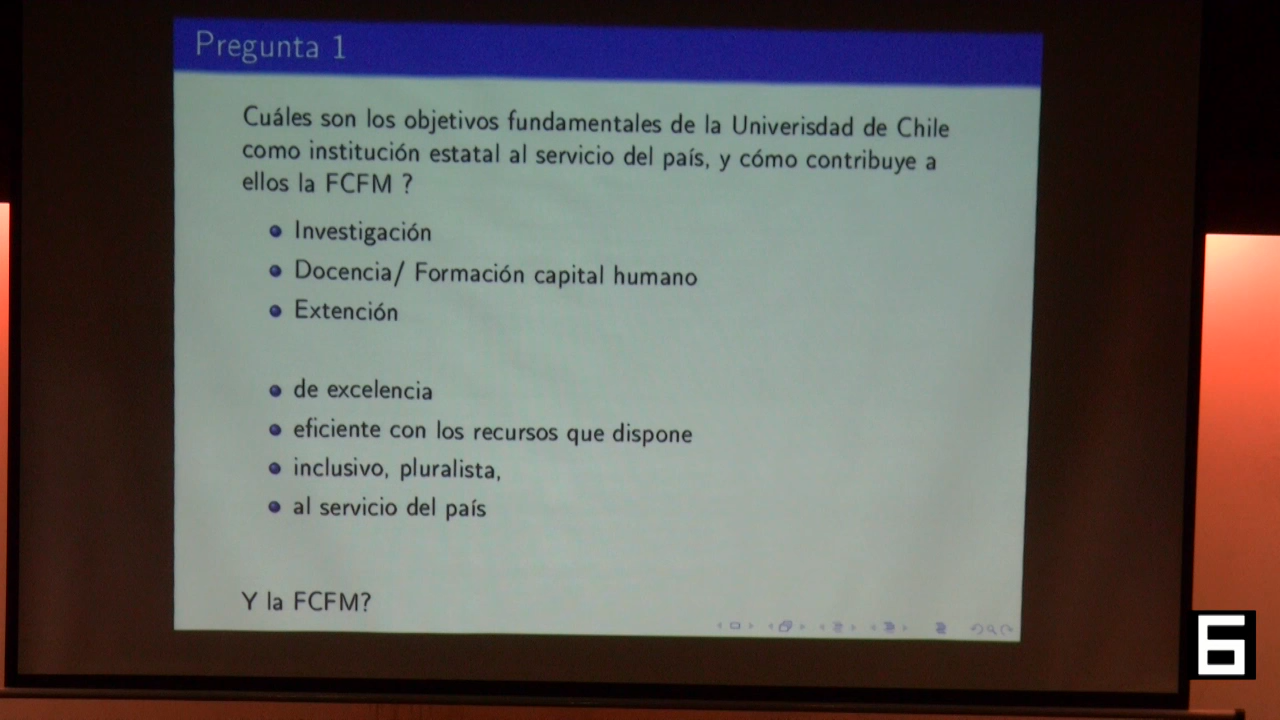 Pregunta 1
Cuáles son los objetivos fundamentales de la Univerisdad de Chile
como institución estatal al servicio del país, y cómo contribuye a
ellos la FCFM ?
Investigación
Docencia/ Formación capital humano
Extención
de excelencia
eficiente con los recursos que dispone
inclusivo, pluralista,
al servicio del país
Y la FCFM?
6